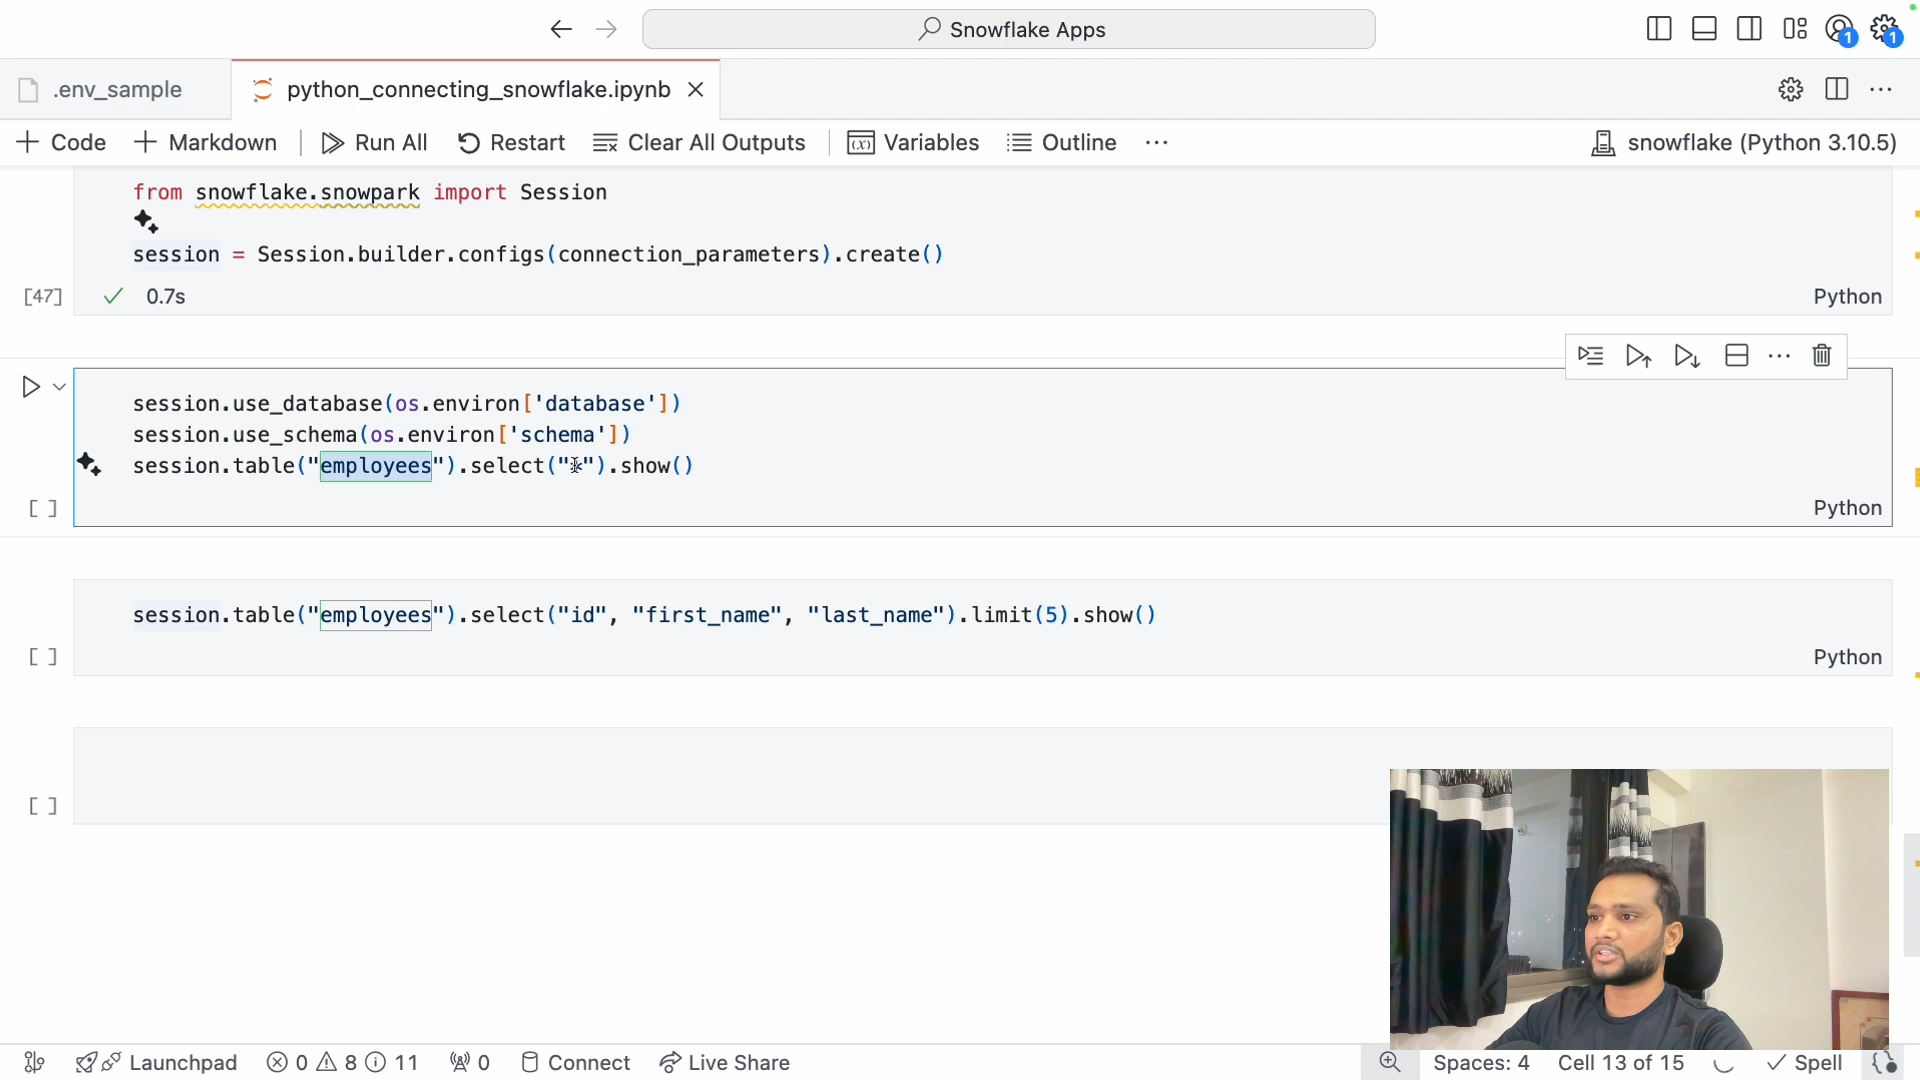 Snowflake Apps
1
1
.env_sample
python_connecting_snowflake.ipynb
Code
Markdown
Run All
Restart
Clear All Outputs
Variables
Outline
snowflake (Python 3.10.5)
from snowflake.snowpark import Session
session = Session.builder.configs(connection_parameters).create()
[47]
0.7s
Python
session.use_database(os.environ['database'])
session.use_schema(os.environ['schema'])
session.table("employees").select("*").show()
[ ]
Python
session.table("employees").select("id", "first_name", "last_name").limit(5).show()
[ ]
Python
[ ]
Launchpad
0
8
11
0
Connect
Live Share
Spaces: 4
Cell 13 of 15
Spell